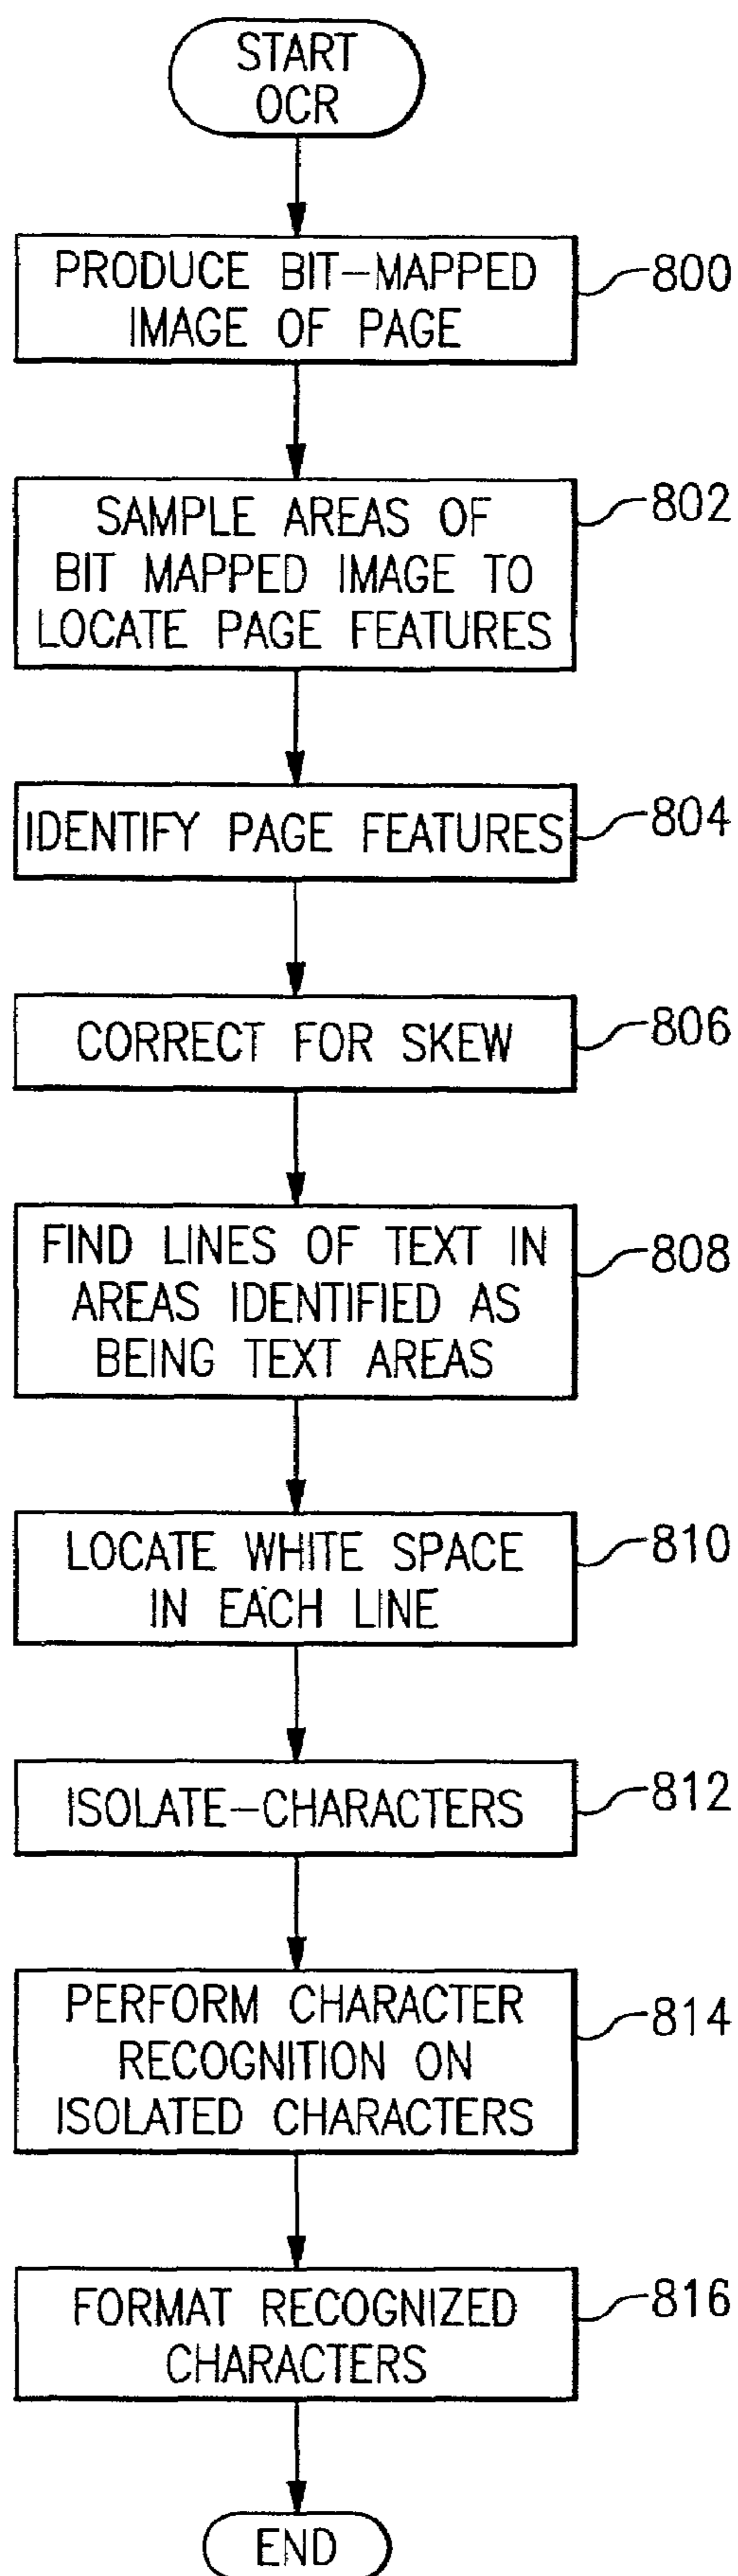 START
OCR
PRODUCE BIT-MAPPED
IMAGE OF PAGE
800
SAMPLE AREAS OF
BIT MAPPED IMAGE TO
LOCATE PAGE FEATURES
802
IDENTIFY PAGE FEATURES
804
CORRECT FOR SKEW
806
FIND LINES OF TEXT IN
AREAS IDENTIFIED AS
BEING TEXT AREAS
808
LOCATE WHITE SPACE
IN EACH LINE
810
ISOLATE-CHARACTERS
812
PERFORM CHARACTER
RECOGNITION ON
ISOLATED CHARACTERS
814
FORMAT RECOGNIZED
CHARACTERS
816
END